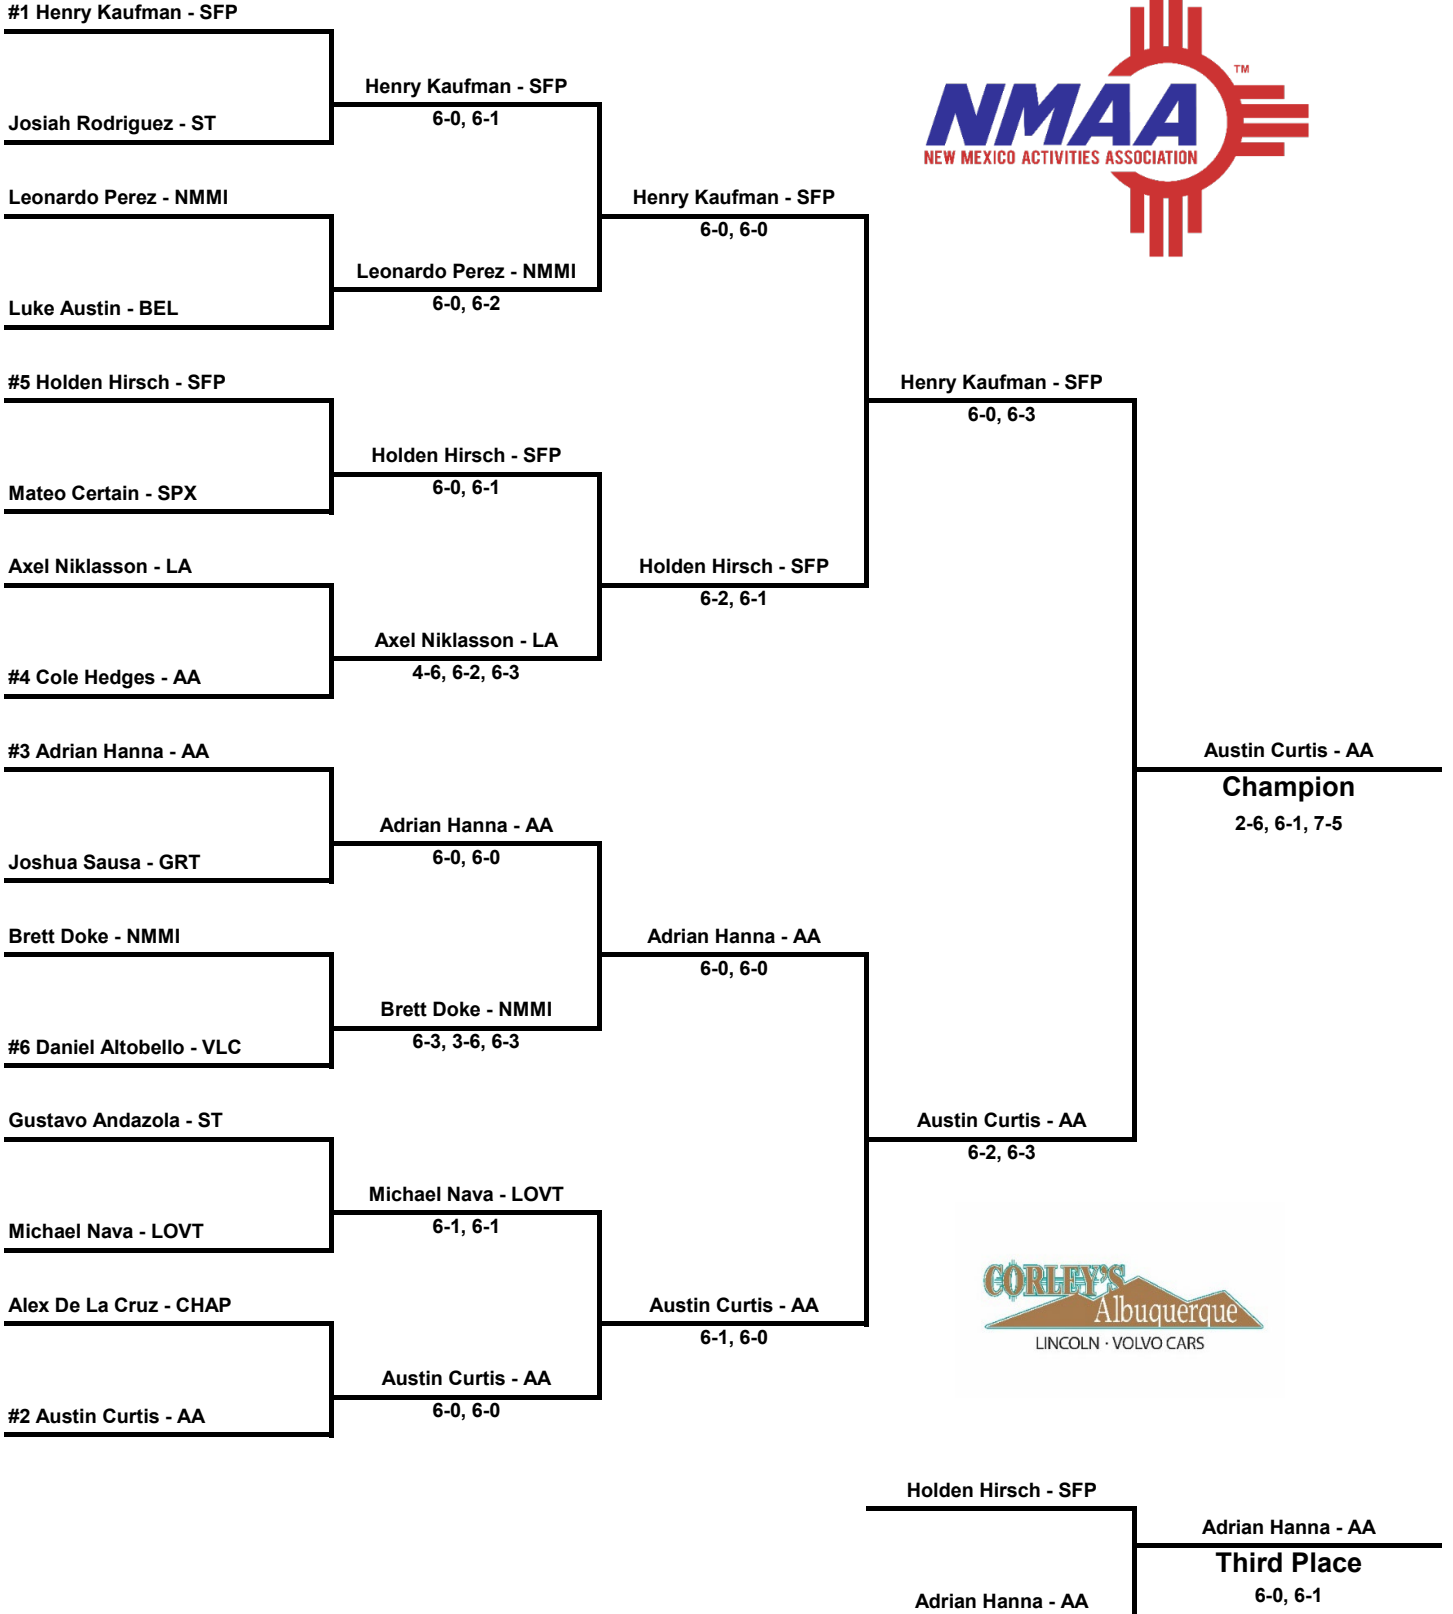 #1 Henry Kaufman - SFP
Henry Kaufman - SFP
6-0, 6-1
Josiah Rodriguez - ST
NMAA
TM
NEW MEXICO ACTIVITIES ASSOCIATION
Leonardo Perez - NMMI
Henry Kaufman - SFP
6-0, 6-0
Leonardo Perez - NMMI
6-0, 6-2
Luke Austin - BEL
#5 Holden Hirsch - SFP
Henry Kaufman - SFP
6-0, 6-3
Holden Hirsch - SFP
6-0, 6-1
Mateo Certain - SPX
Axel Niklasson - LA
Holden Hirsch - SFP
6-2, 6-1
Axel Niklasson - LA
4-6, 6-2, 6-3
#4 Cole Hedges - AA
#3 Adrian Hanna - AA
Austin Curtis - AA
Champion
2-6, 6-1, 7-5
Adrian Hanna - AA
6-0, 6-0
Joshua Sausa - GRT
Brett Doke - NMMI
Adrian Hanna - AA
6-0, 6-0
Brett Doke - NMMI
6-3, 3-6, 6-3
#6 Daniel Altobello - VLC
Gustavo Andazola - ST
Austin Curtis - AA
6-2, 6-3
Michael Nava - LOVT
6-1, 6-1
Michael Nava - LOVT
CORLEY'S
Albuquerque
LINCOLN · VOLVO CARS
Alex De La Cruz - CHAP
Austin Curtis - AA
6-1, 6-0
Austin Curtis - AA
6-0, 6-0
#2 Austin Curtis - AA
Holden Hirsch - SFP
Adrian Hanna - AA
Third Place
6-0, 6-1
Adrian Hanna - AA